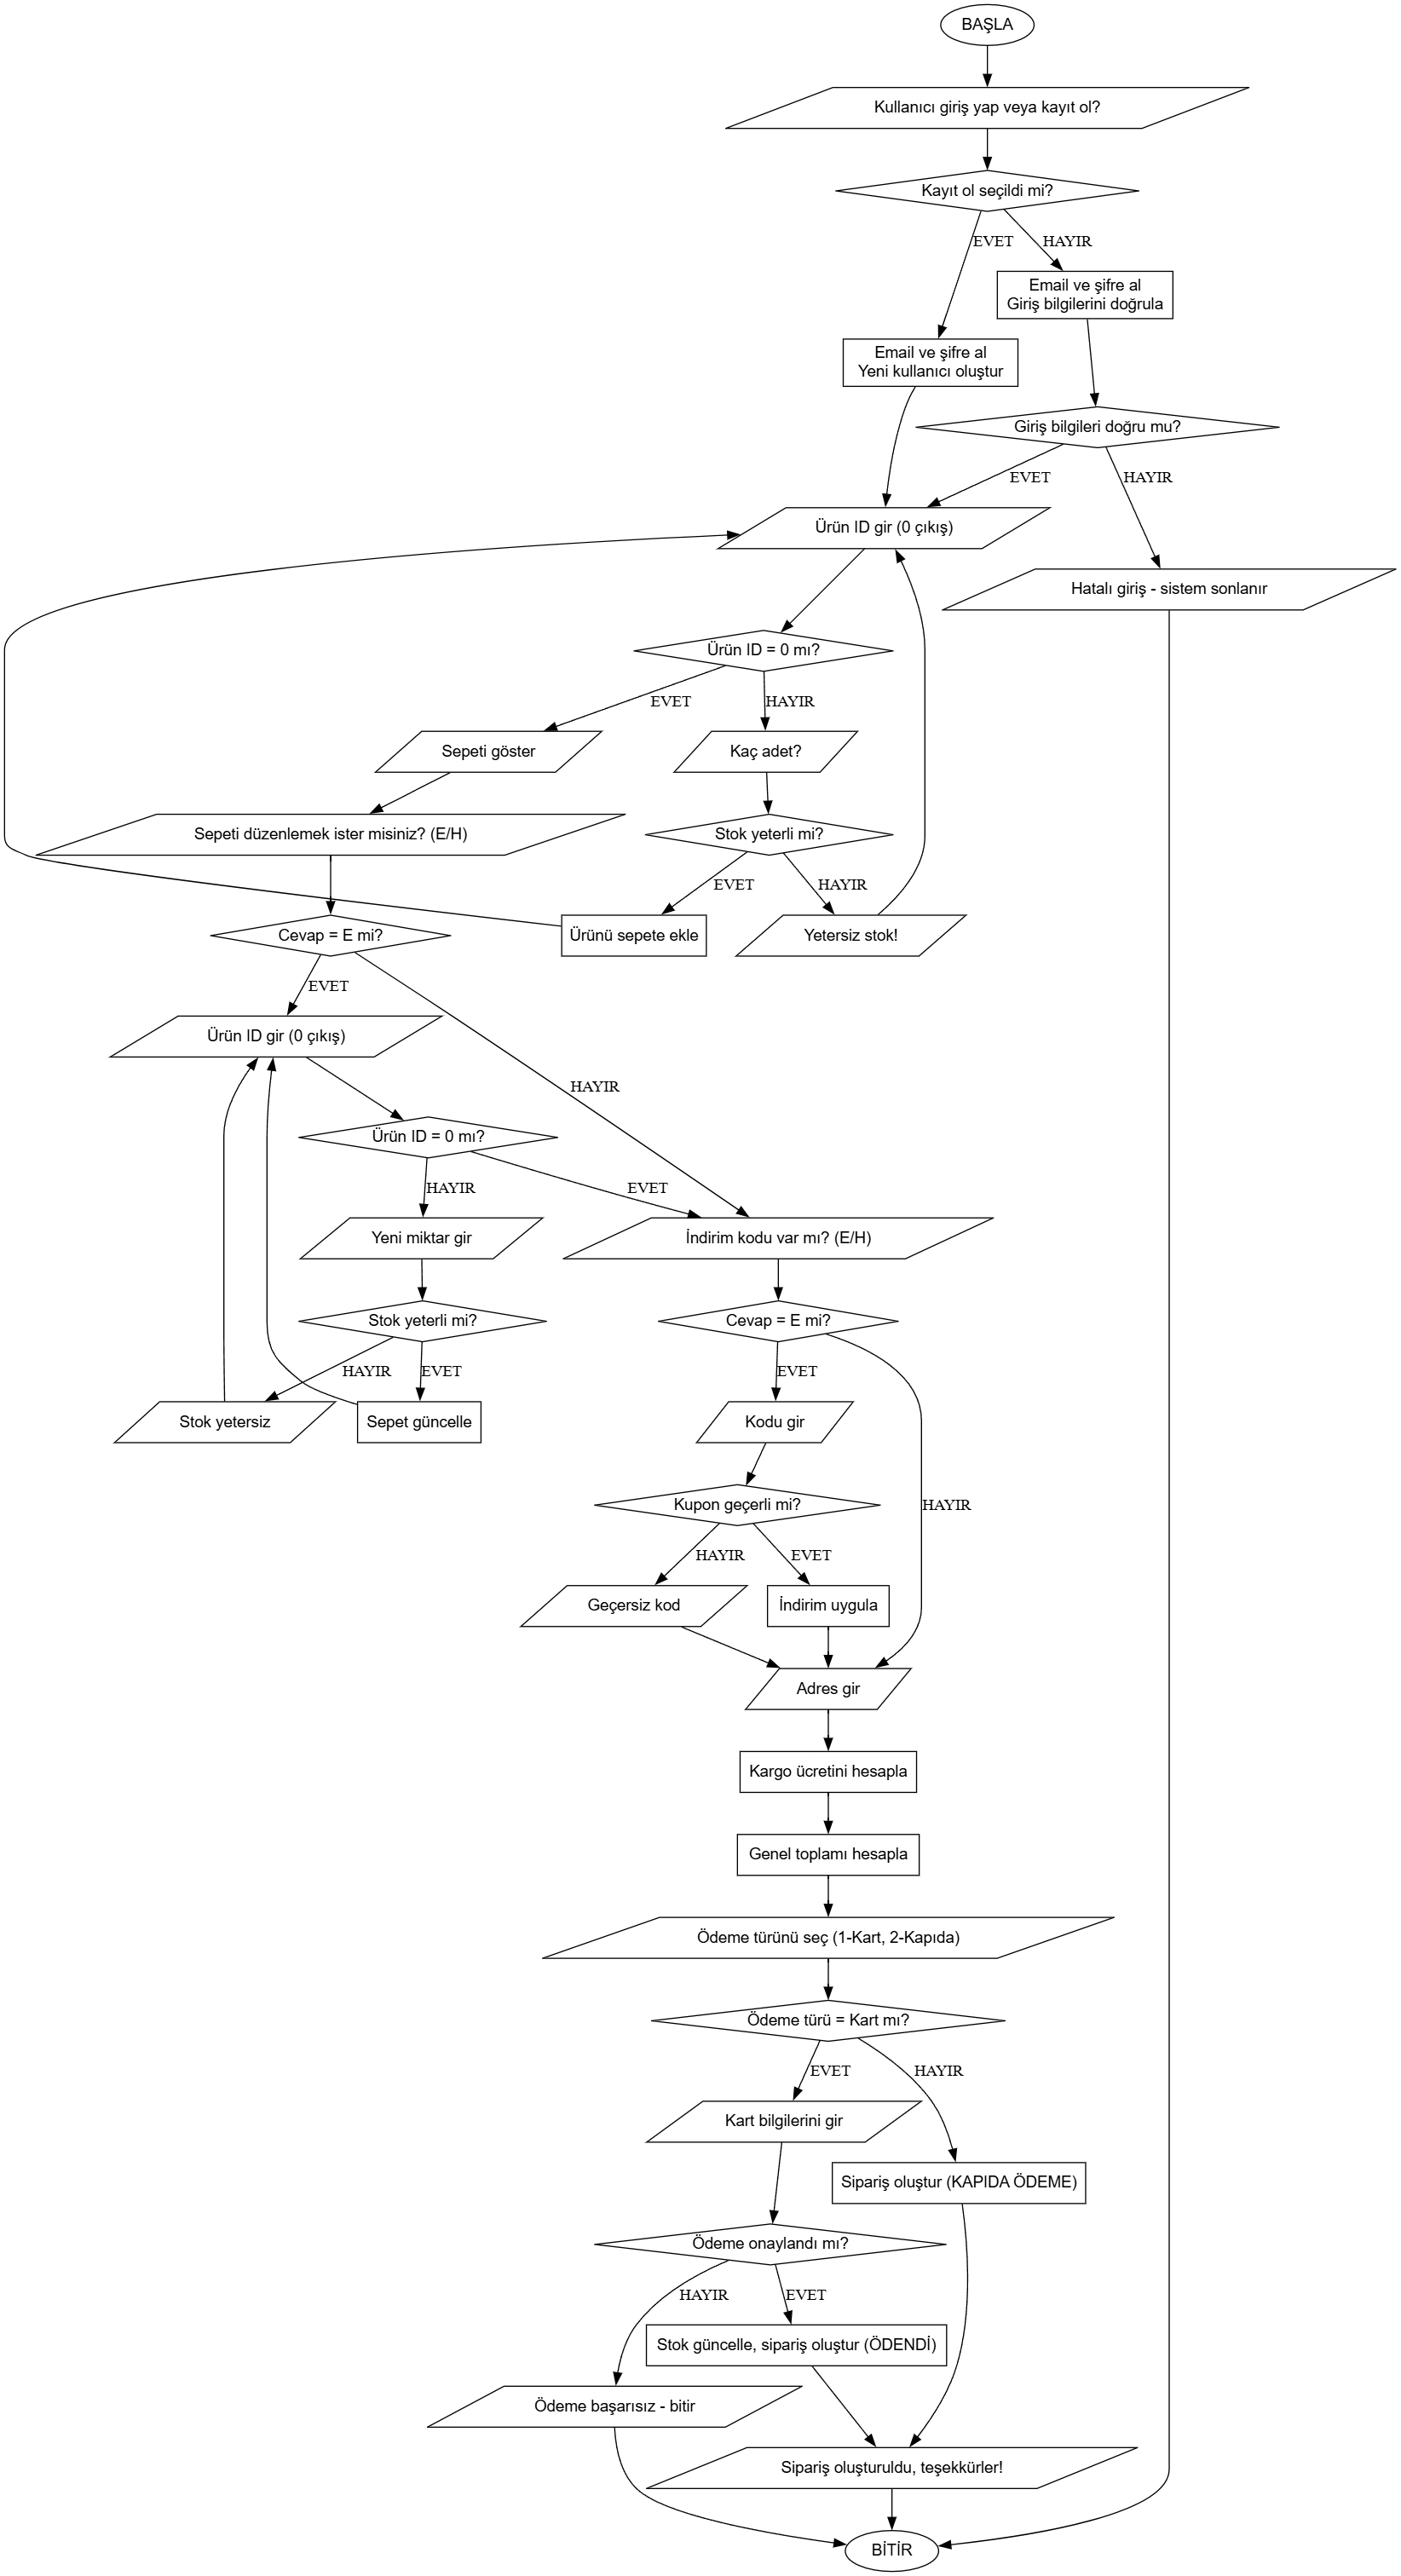 BAŞLA
Kullanıcı giriş yap veya kayıt ol?
Kayıt ol seçildi mi?
EVET
HAYIR
Email ve şifre al
Giriş bilgilerini doğrula
Email ve şifre al
Yeni kullanıcı oluştur
Giriş bilgileri doğru mu?
EVET
HAYIR
Ürün ID gir (0 çıkış)
Hatalı giriş - sistem sonlanır
Ürün ID = 0 mı?
EVET
HAYIR
Sepeti göster
Kaç adet?
Sepeti düzenlemek ister misiniz? (E/H)
Stok yeterli mi?
EVET
HAYIR
Cevap = E mi?
Ürünü sepete ekle
Yetersiz stok!
EVET
Ürün ID gir (0 çıkış)
HAYIR
Ürün ID = 0 mı?
HAYIR
EVET
Yeni miktar gir
İndirim kodu var mı? (E/H)
Stok yeterli mi?
Cevap = E mi?
HAYIR
EVET
EVET
Stok yetersiz
Sepet güncelle
Kodu gir
Kupon geçerli mi?
HAYIR
HAYIR
EVET
Geçersiz kod
İndirim uygula
Adres gir
Kargo ücretini hesapla
Genel toplamı hesapla
Ödeme türünü seç (1-Kart, 2-Kapıda)
Ödeme türü = Kart mı?
EVET
HAYIR
Kart bilgilerini gir
Sipariş oluştur (KAPIDA ÖDEME)
Ödeme onaylandı mı?
HAYIR
EVET
Stok güncelle, sipariş oluştur (ÖDENDİ)
Ödeme başarısız - bitir
Sipariş oluşturuldu, teşekkürler!
BİTİR